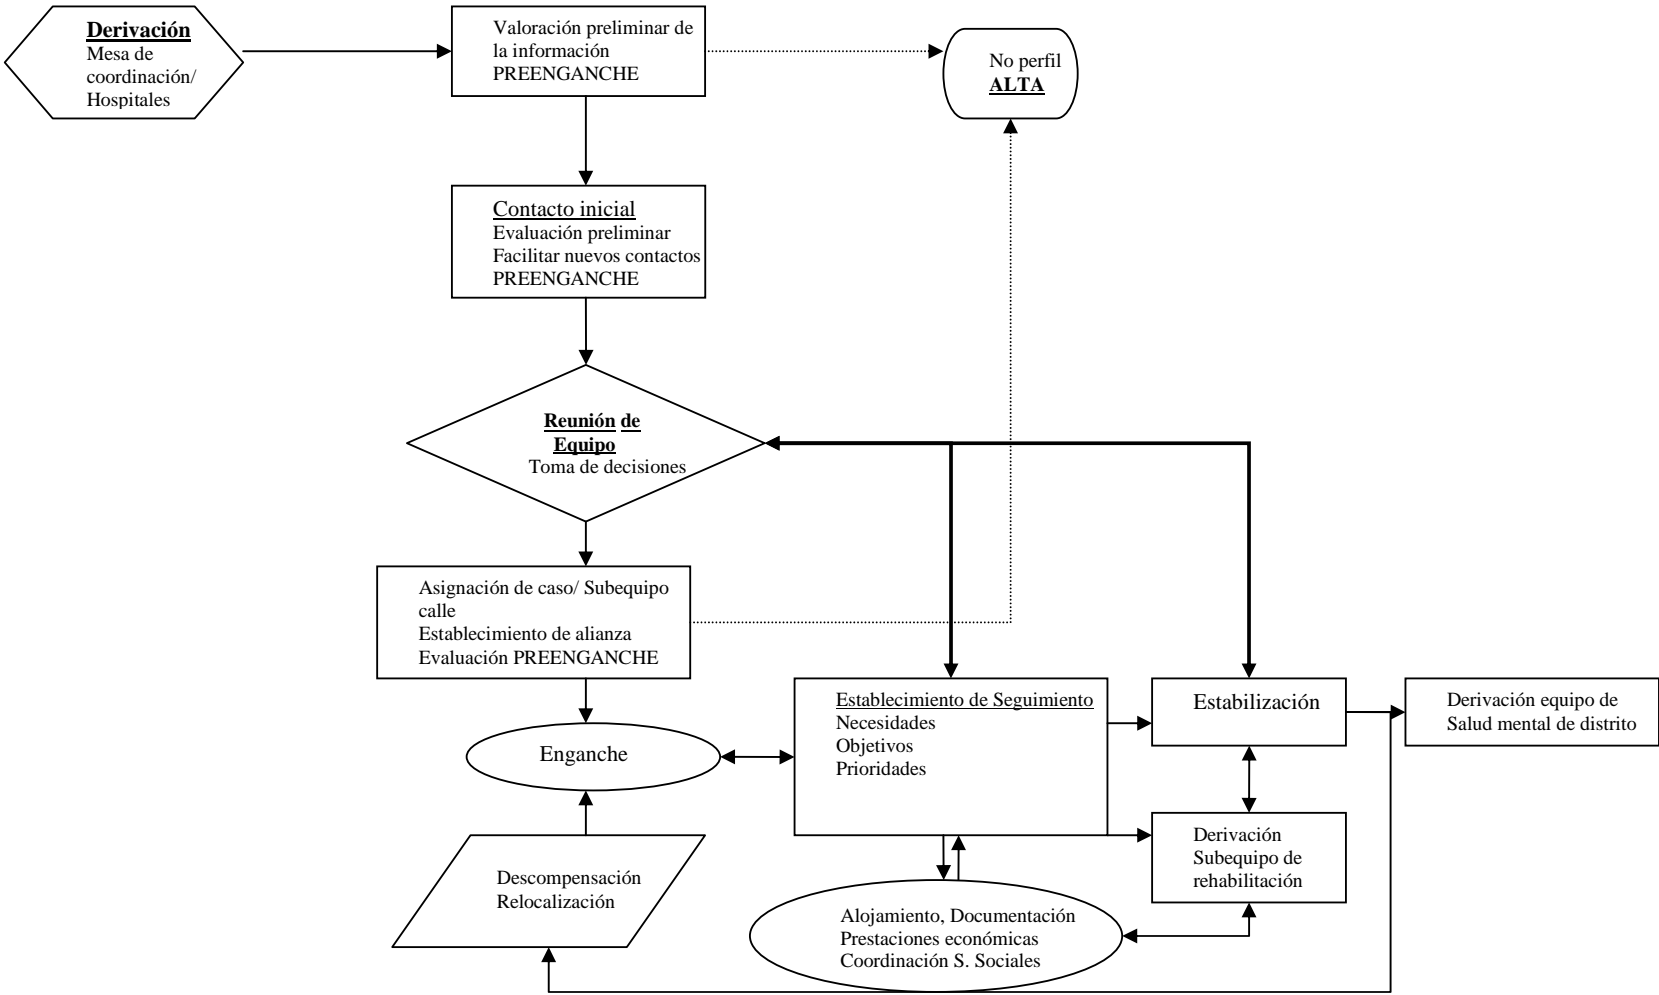 Derivación
Mesa de
coordinación/
Hospitales
Valoración preliminar de
la información
PREENGANCHE
No perfil
ALTA
Contacto inicial
Evaluación preliminar
Facilitar nuevos contactos
PREENGANCHE
Reunión de
Equipo
Toma de decisiones
Asignación de caso/ Subequipo
calle
Establecimiento de alianza
Evaluación PREENGANCHE
Enganche
Establecimiento de Seguimiento
Necesidades
Objetivos
Prioridades
Estabilización
Derivación equipo de
Salud mental de distrito
Descompensación
Relocalización
Derivación
Subequipo de
rehabilitación
Alojamiento, Documentación
Prestaciones económicas
Coordinación S. Sociales